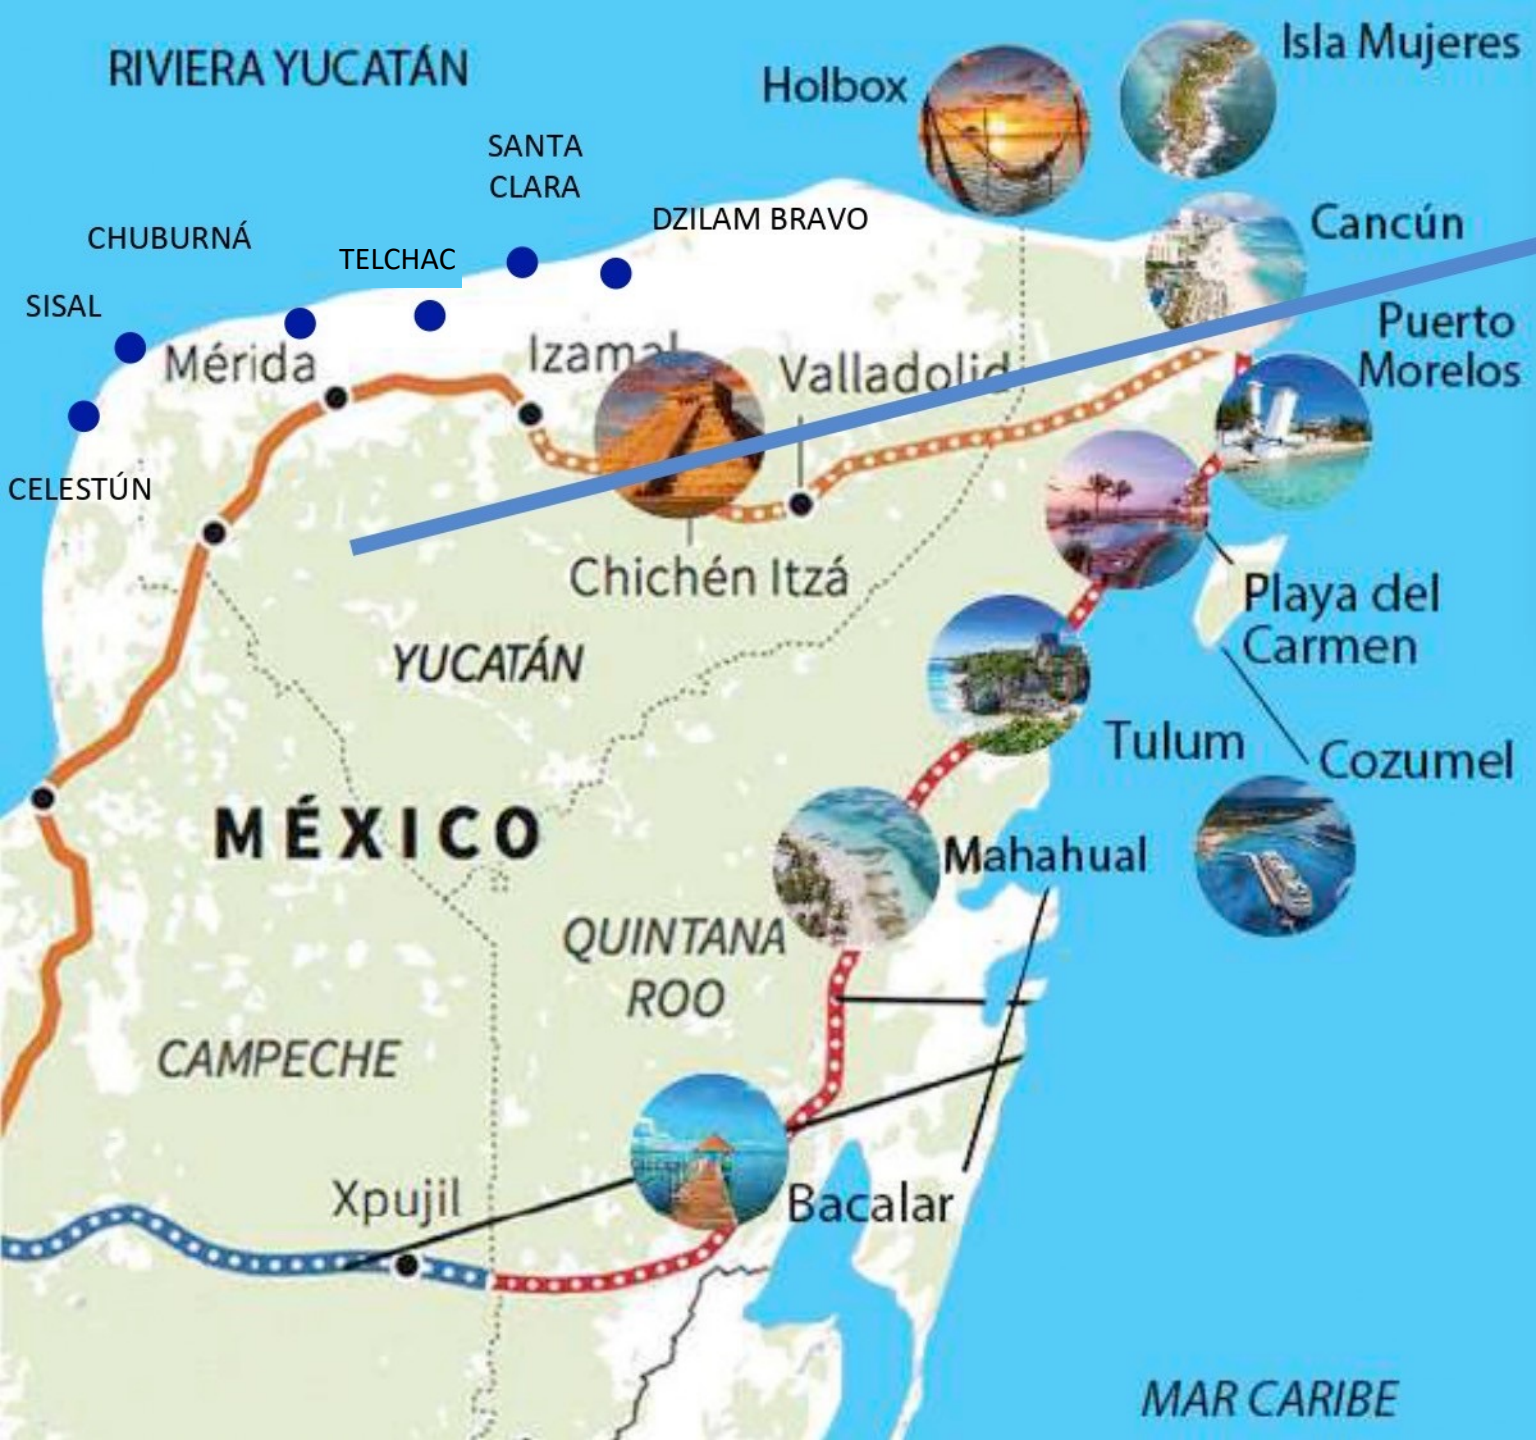 RIVIERA YUCATÁN
Isla Mujeres
Holbox
SANTA
CLARA
DZILAM BRAVO
Cancún
CHUBURNÁ
TELCHAC
SISAL
Puerto
Morelos
Mérida
Izamal
Valladolid
CELESTÚN
Chichén Itzá
Playa del
Carmen
YUCATÁN
Tulum
Cozumel
MÉXICO
Mahahual
QUINTANA
ROO
CAMPECHE
Xpujil
Bacalar
MAR CARIBE